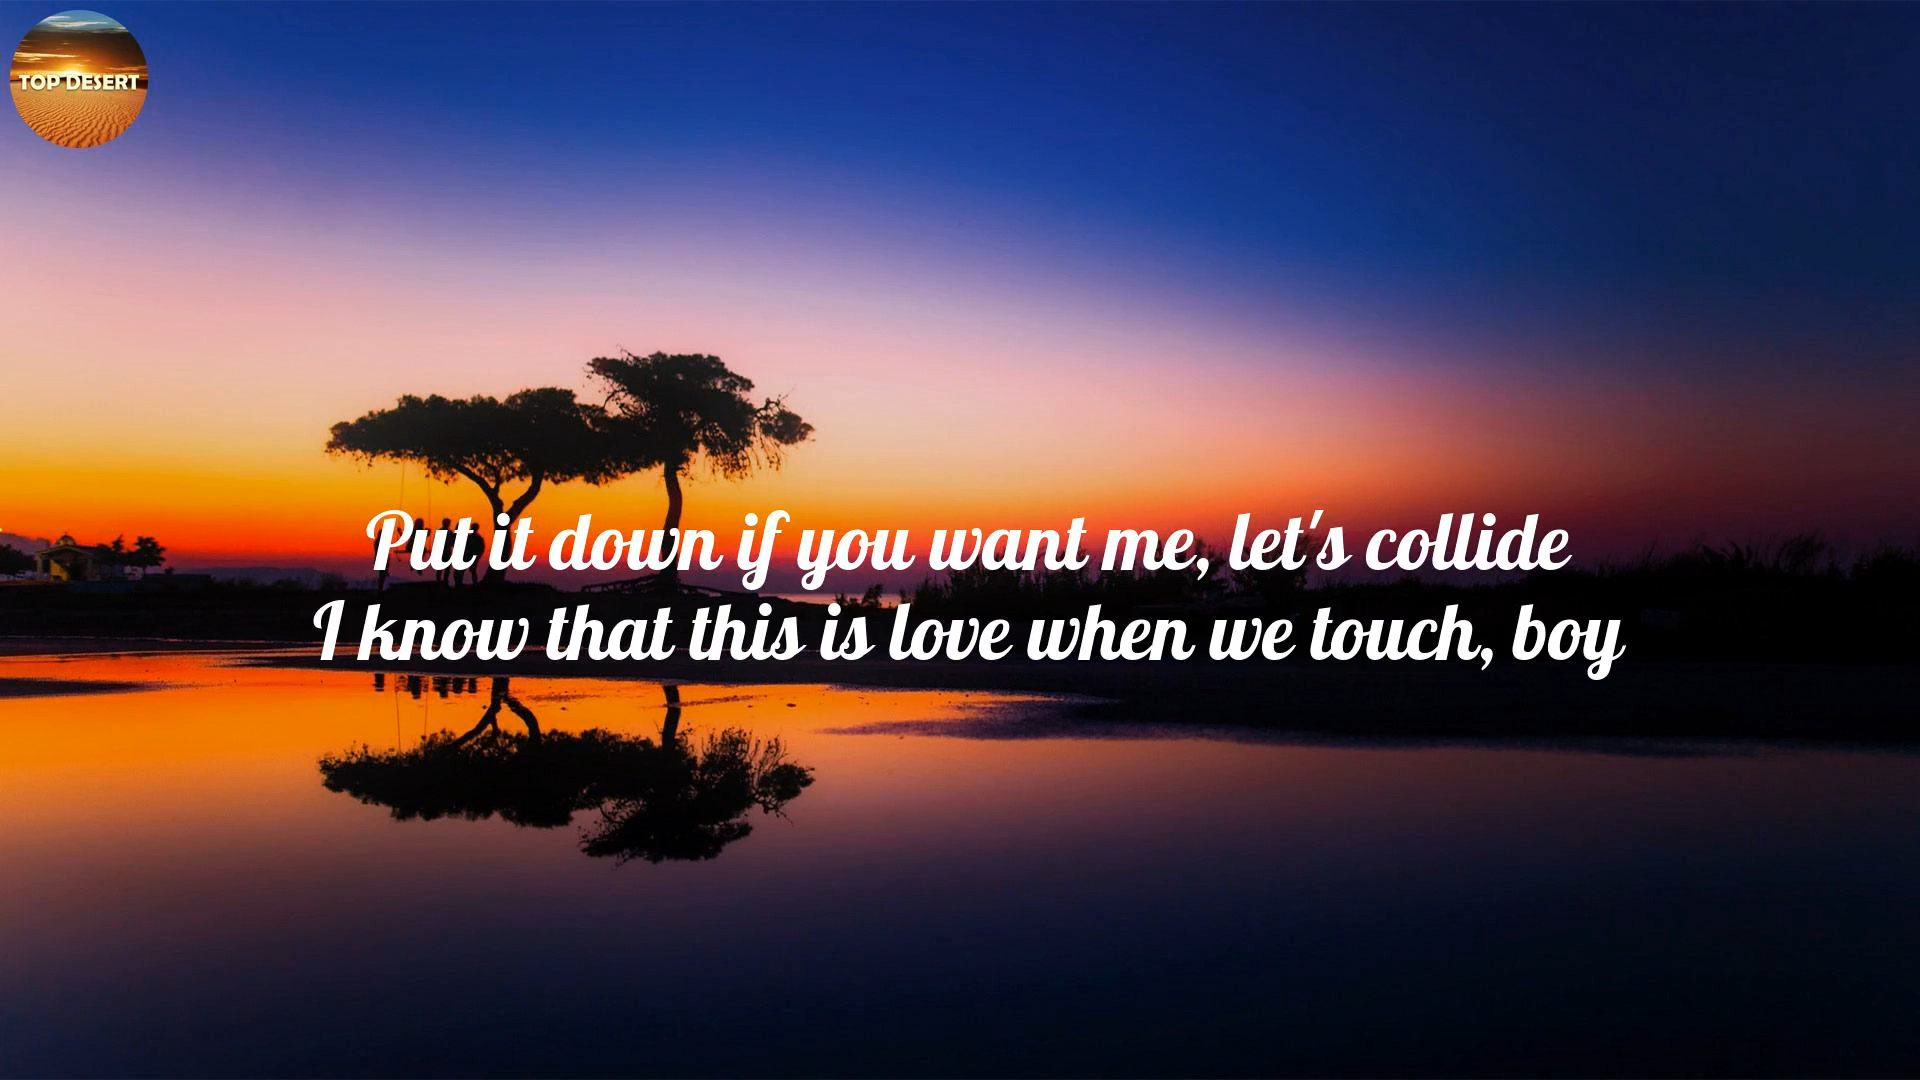 TOP DESERT
Put it down if you want me, let's collide
I know that this is love when we touch, boy